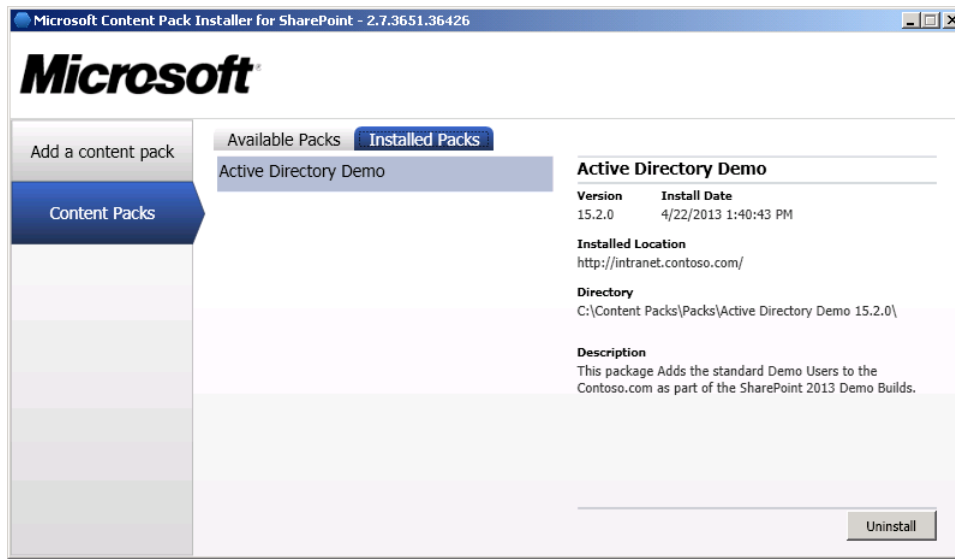 Microsoft Content Pack Installer for SharePoint - 2.7.3651.36426
Microsoft®
Add a content pack
Content Packs
Available Packs Installed Packs
Active Directory Demo
Active Directory Demo
Version Install Date
15.2.0 4/22/2013 1:40:43 PM
Installed Location
http://intranet.contoso.com/
Directory
C:\Content Packs\Packs\Active Directory Demo 15.2.0\
Description
This package Adds the standard Demo Users to the
Contoso.com as part of the SharePoint 2013 Demo Builds.
Uninstall